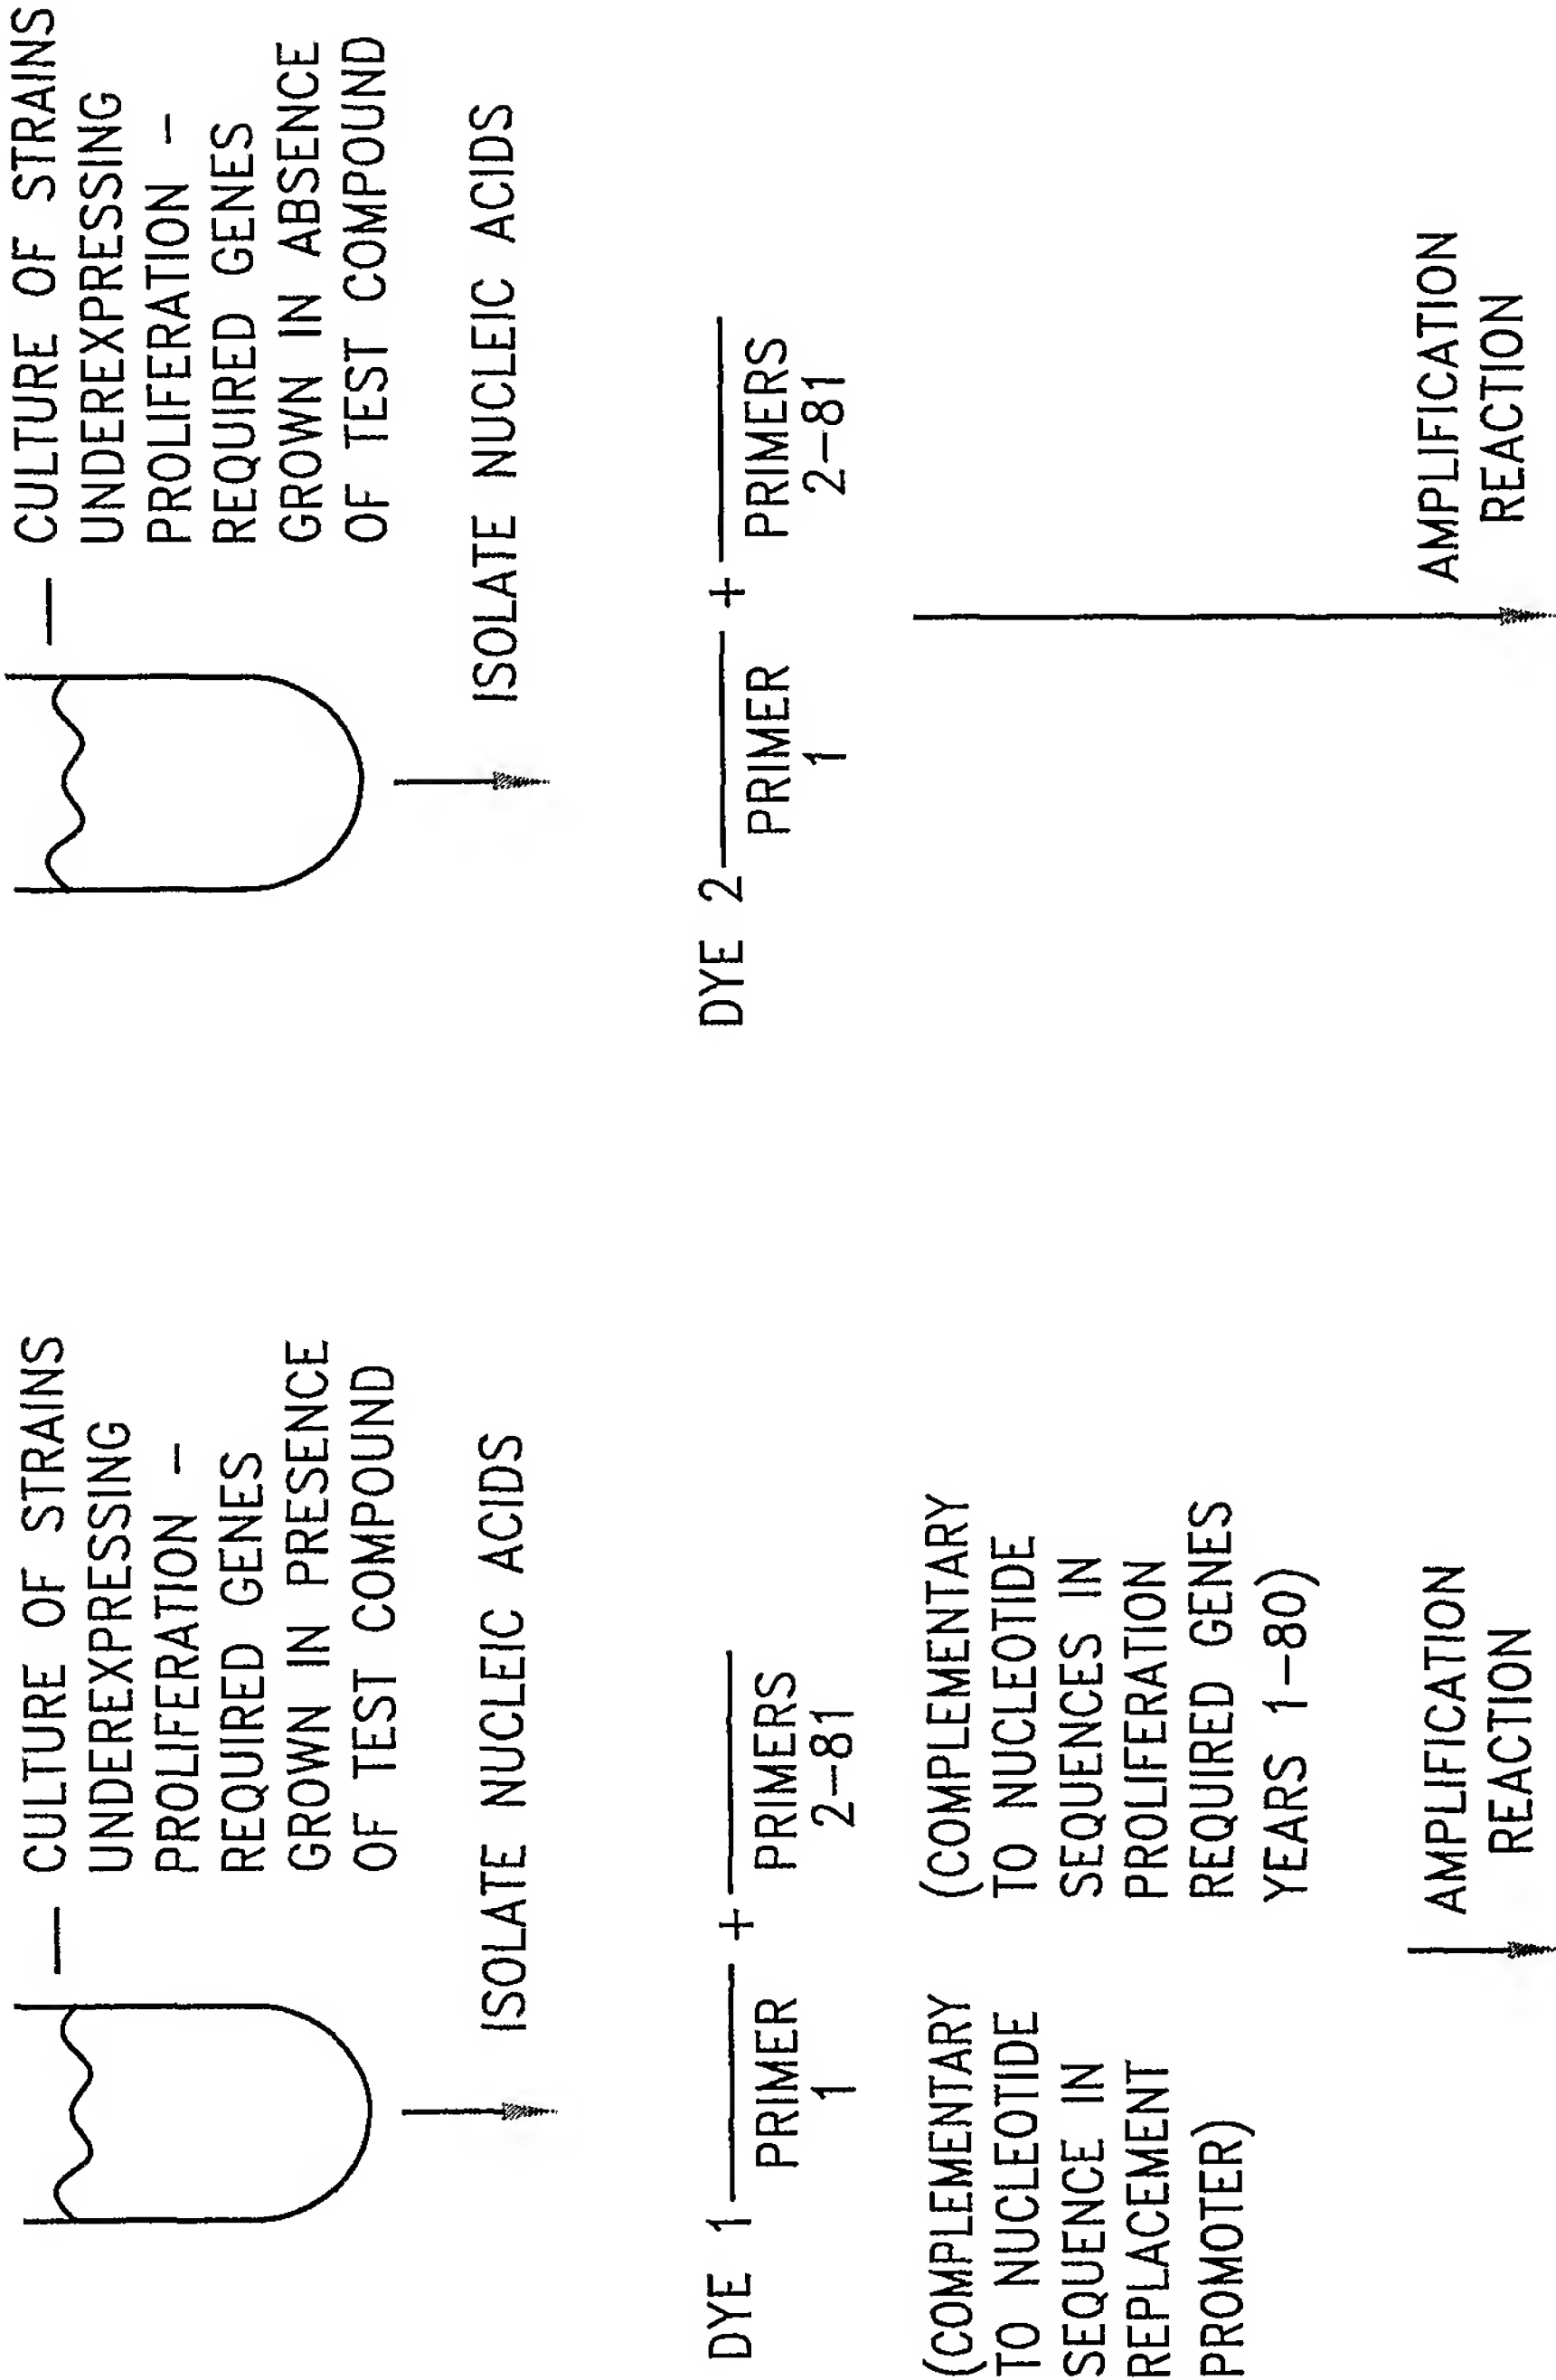 CULTURE OF STRAINS
UNDEREXPRESSING
PROLIFERATION –
REQUIRED GENES
GROWN IN PRESENCE
OF TEST COMPOUND
ISOLATE NUCLEIC ACIDS
DYE 1
+
PRIMER
1
PRIMERS
2–81
(COMPLEMENTARY
TO NUCLEOTIDE
SEQUENCE IN
REPLACEMENT
PROMOTER)
(COMPLEMENTARY
TO NUCLEOTIDE
SEQUENCES IN
PROLIFERATION
REQUIRED GENES
YEARS 1–80)
AMPLIFICATION
REACTION
CULTURE OF STRAINS
UNDEREXPRESSING
PROLIFERATION –
REQUIRED GENES
GROWN IN ABSENCE
OF TEST COMPOUND
ISOLATE NUCLEIC ACIDS
DYE 2
+
PRIMER
1
PRIMERS
2–81
AMPLIFICATION
REACTION